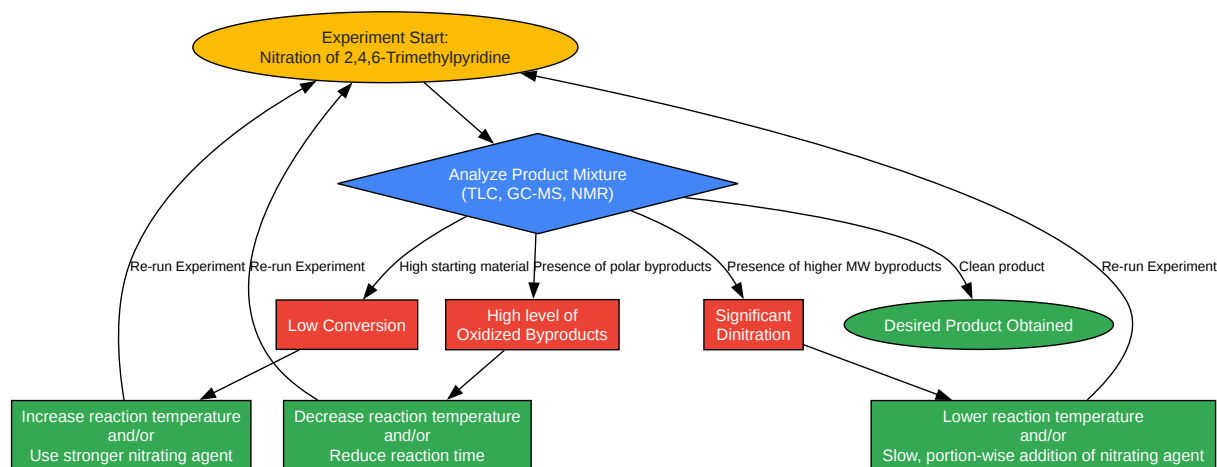 Experiment Start:
Nitration of 2,4,6-Trimethylpyridine
Analyze Product Mixture
(TLC, GC-MS, NMR)
Re-run Experiment
Re-run Experiment
High starting material
Presence of polar byproducts
Presence of higher MW byproducts
Clean product
Re-run Experiment
Low Conversion
High level of
Oxidized Byproducts
Significant
Dinitration
Desired Product Obtained
Increase reaction temperature
and/or
Use stronger nitrating agent
Decrease reaction temperature
and/or
Reduce reaction time
Lower reaction temperature
and/or
Slow, portion-wise addition of nitrating agent